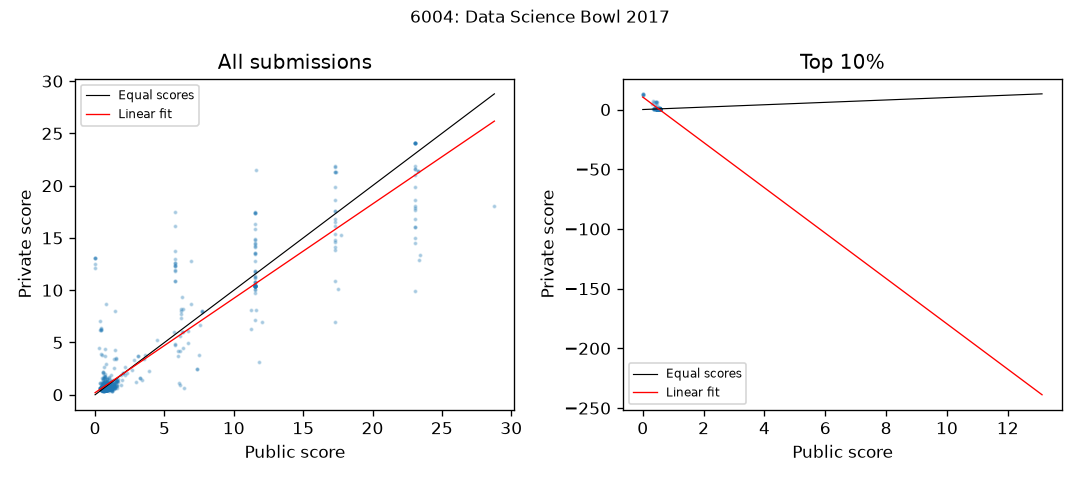 6004: Data Science Bowl 2017
All submissions
Equal scores
Linear fit
Private score
30
25
20
15
10
5
0
0 5 10 15 20 25 30
Public score
Top 10%
Private score
0
−50
−100
−150
−200
−250
Equal scores
Linear fit
0 2 4 6 8 10 12
Public score